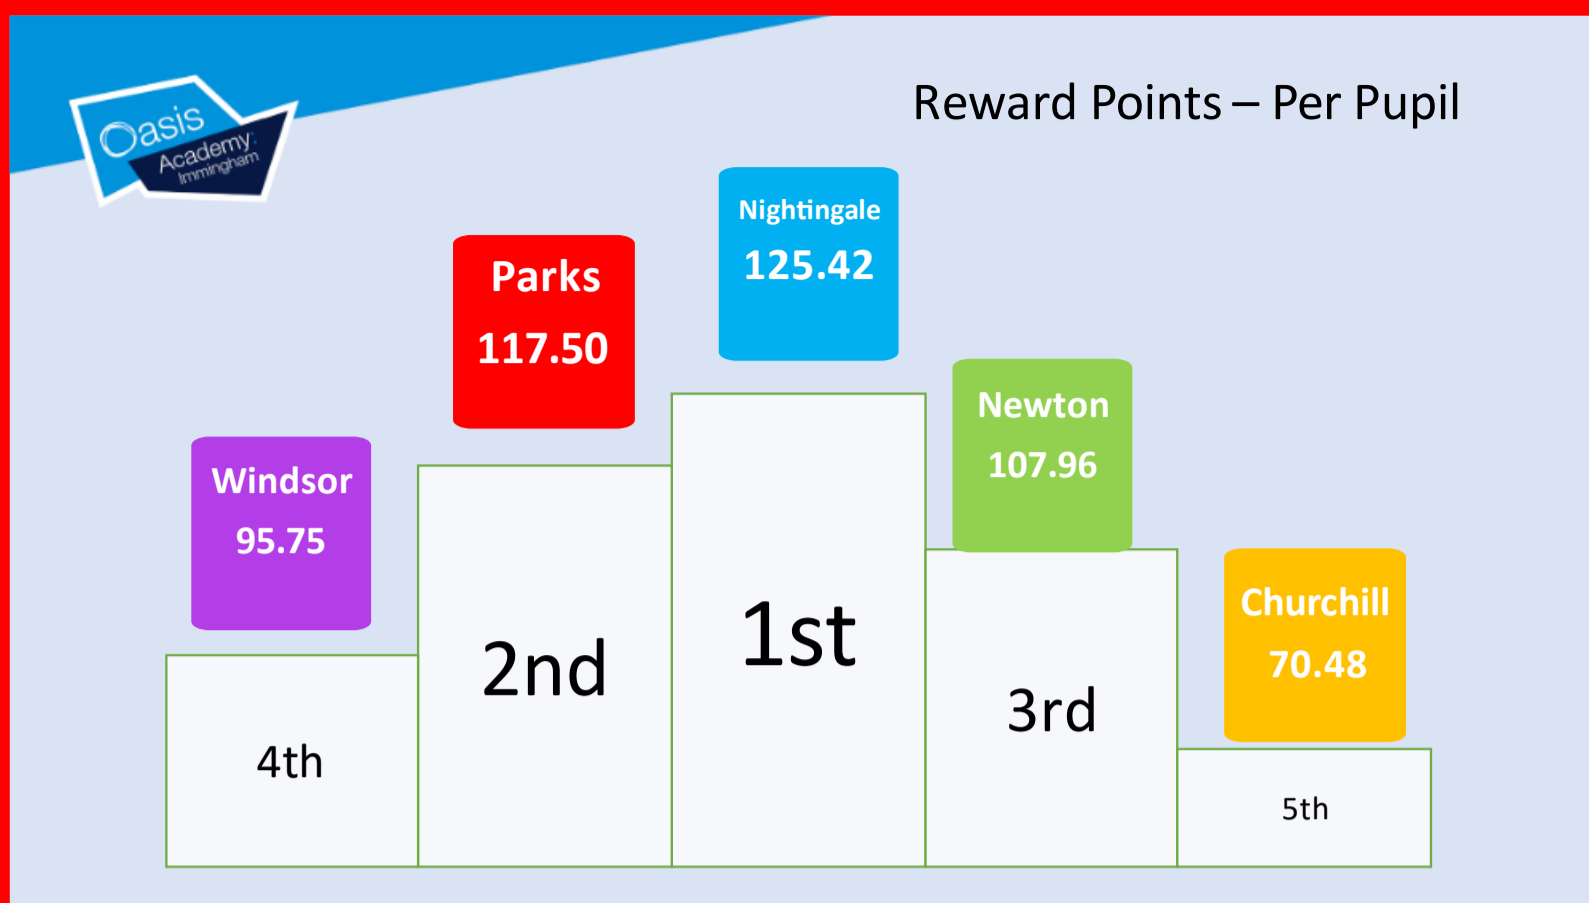 Oasis
Academy
Immingham
Reward Points – Per Pupil
Nightingale
125.42
Parks
117.50
Newton
107.96
Windsor
95.75
Churchill
70.48
1st
2nd
3rd
4th
5th